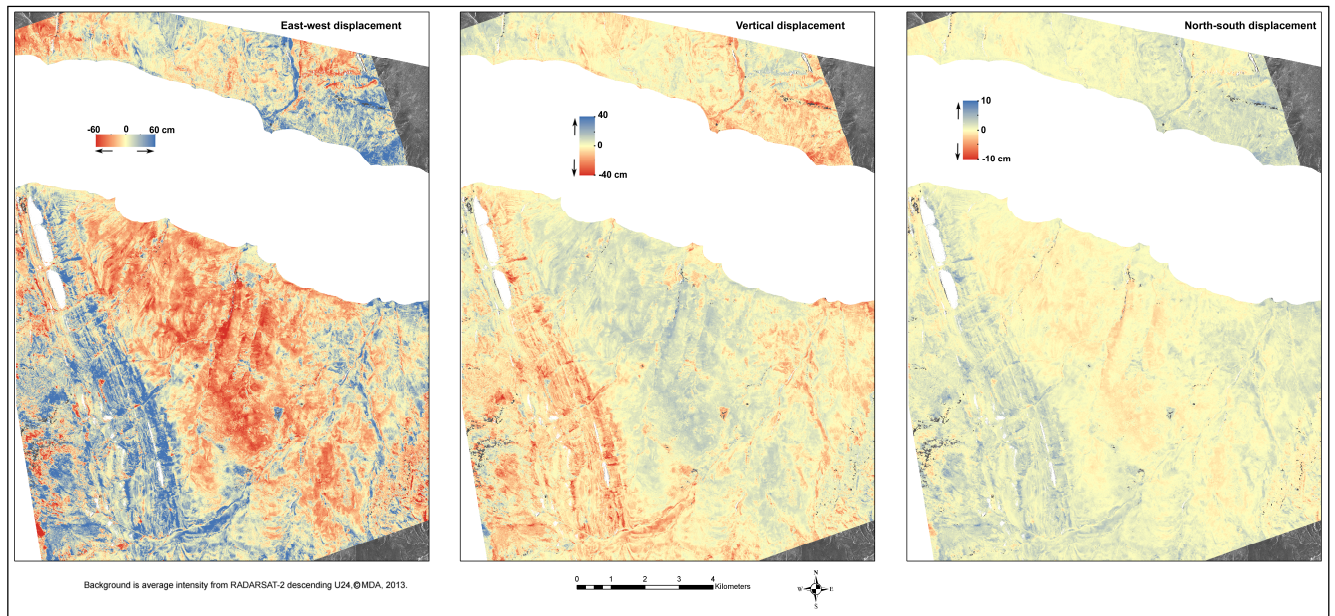 East-west displacement
-60 0 60 cm
Vertical displacement
40
0
-40 cm
North-south displacement
10
0
-10 cm
Background is average intensity from RADARSAT-2 descending U24,©MDA, 2013.
0 1 2 3 4
Kilometers
N
W E
S